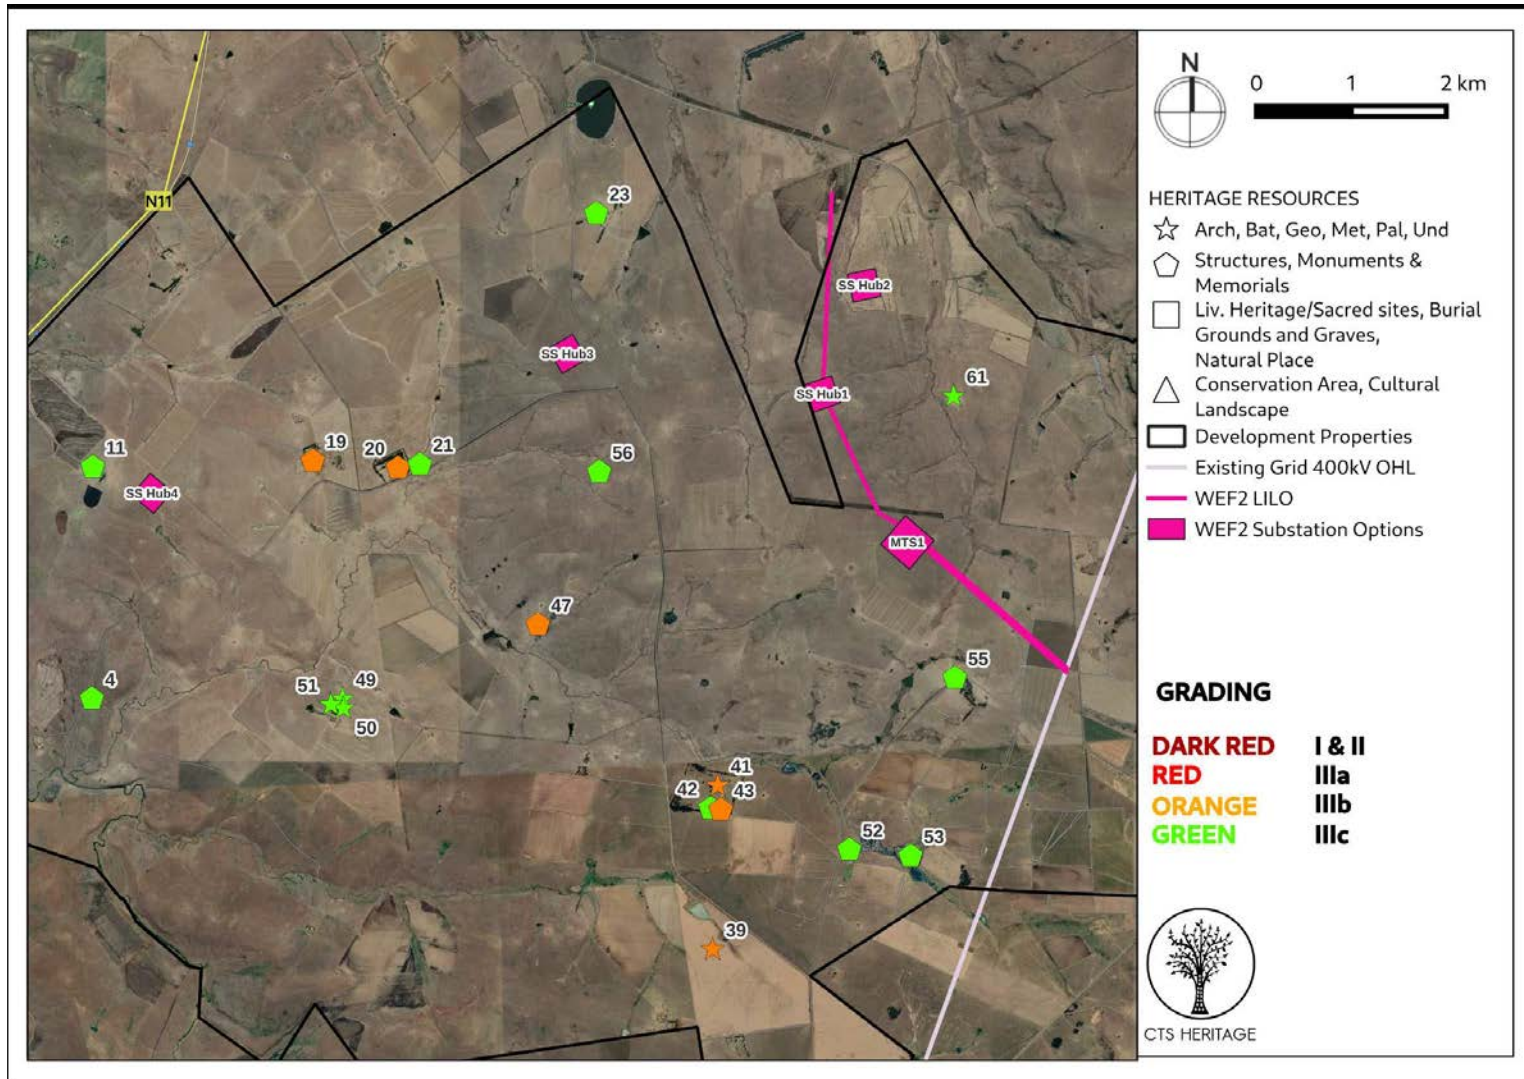 N11
23
SS Hub2
SS Hub3
61
SS Hub1
19
20
21
56
11
SS Hub4
MTS1
47
4
51
49
50
55
41
42
43
52
53
39
N
0 1 2 km
HERITAGE RESOURCES
Arch, Bat, Geo, Met, Pal, Und
Structures, Monuments &
Memorials
Liv. Heritage/Sacred sites, Burial
Grounds and Graves,
Natural Place
Conservation Area, Cultural
Landscape
Development Properties
Existing Grid 400kV OHL
WEF2 LILO
WEF2 Substation Options
GRADING
DARK RED I & II
RED IIIa
ORANGE IIIb
GREEN IIIc
CTS HERITAGE